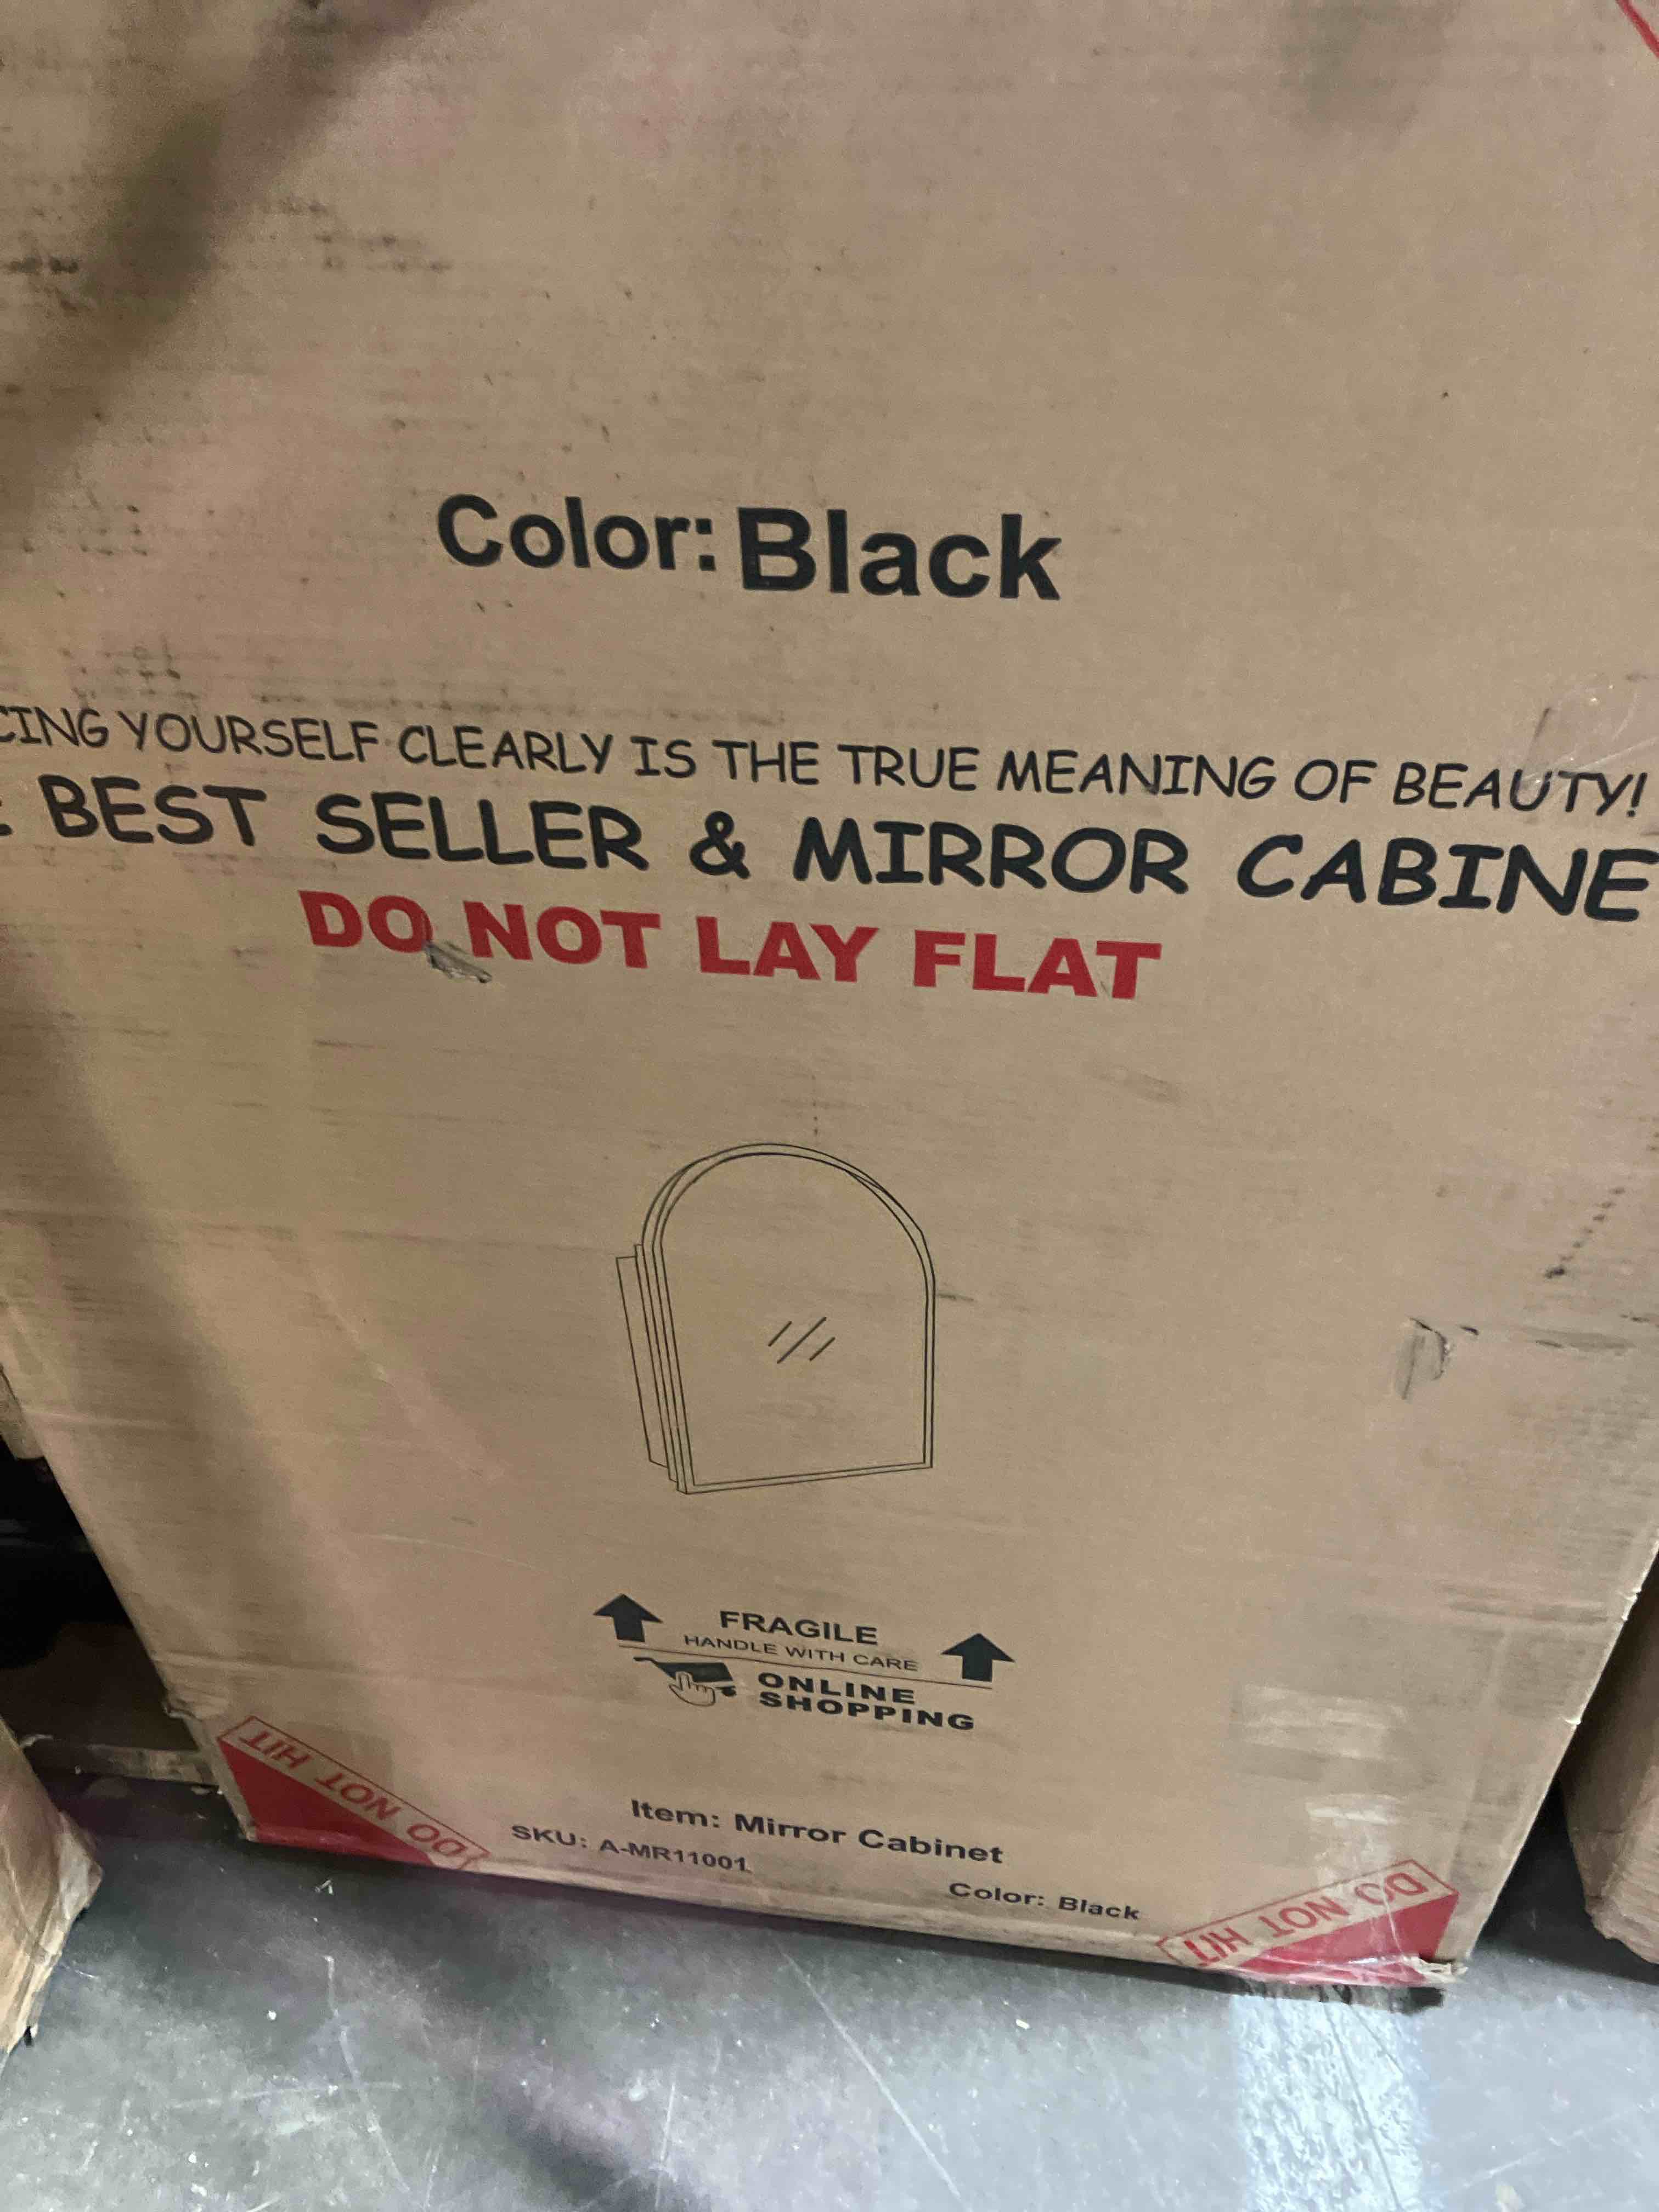 Color: Black
CING YOURSELF CLEARLY IS THE TRUE MEANING OF BEAUTY!
BEST SELLER & MIRROR CABINE
DO NOT LAY FLAT
FRAGILE
HANDLE WITH CARE
ONLINE
SHOPPING
DO NOT HIT
Item: Mirror Cabinet
SKU: A-MR11001
Color: Black
DO NOT HIT